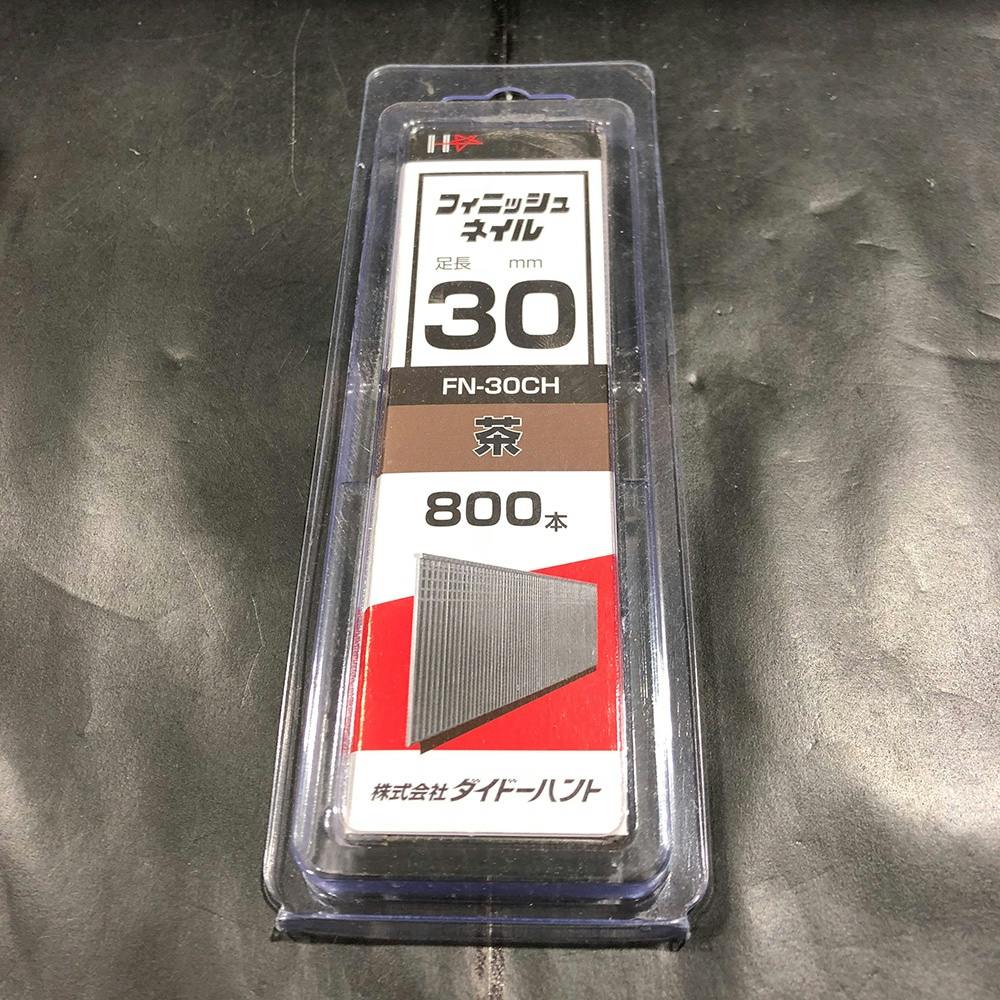 フィニッシュ
ネイル
足長 mm
30
FN-30CH
茶
800本
株式会社 ダイドーハント